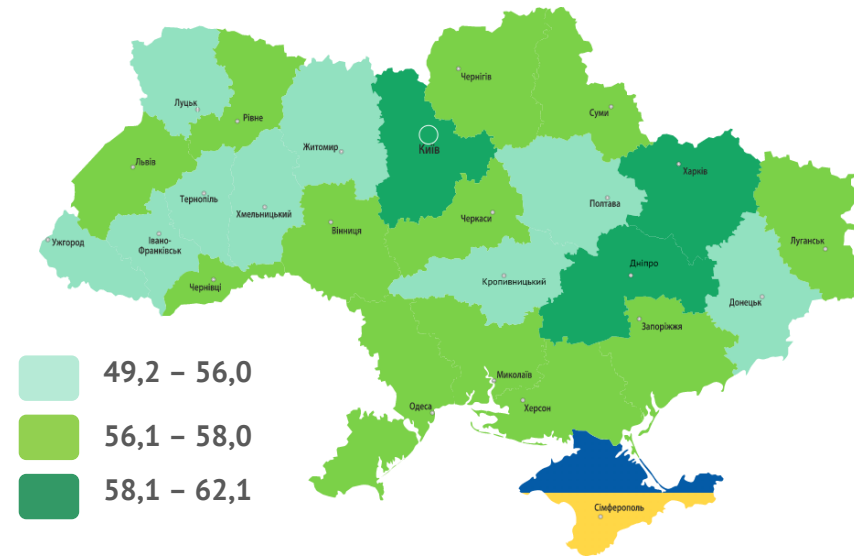 Чернігів
Луцьк
Суми
Рівне
Житомир
Київ
Львів
Харків
Тернопіль
Хмельницький
Полтава
Черкаси
Вінниця
Ужгород
Івано-
Франківськ
Луганськ
Дніпро
Чернівці
Кропивницький
Донецьк
Запоріжжя
49,2 – 56,0
Миколаїв
Одеса
Херсон
56,1 – 58,0
58,1 – 62,1
Сімферополь